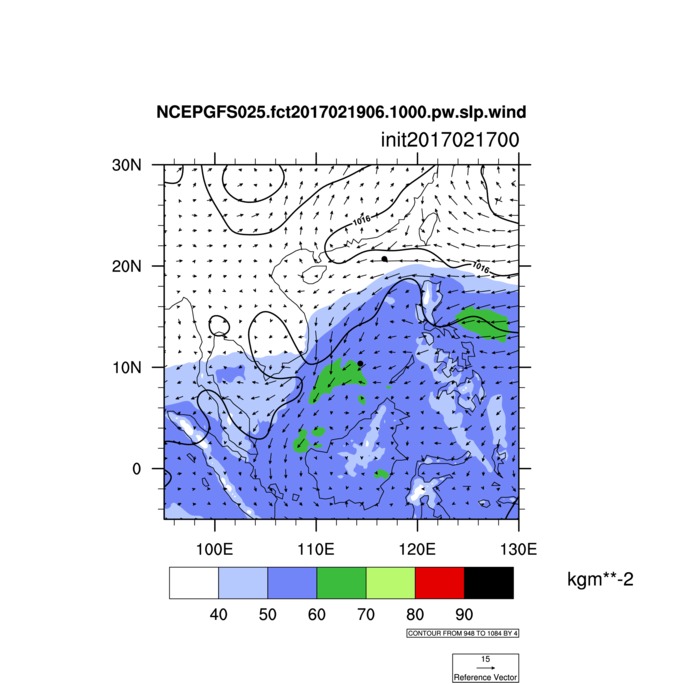 NCEPGFS025.fct2017021906.1000.pw.slp.wind
init2017021700
30N
1016
20N
1016
10N
0
100E 110E 120E 130E
kgm**-2
40 50 60 70 80 90
CONTOUR FROM 948 TO 1084 BY 4
15
Reference Vector